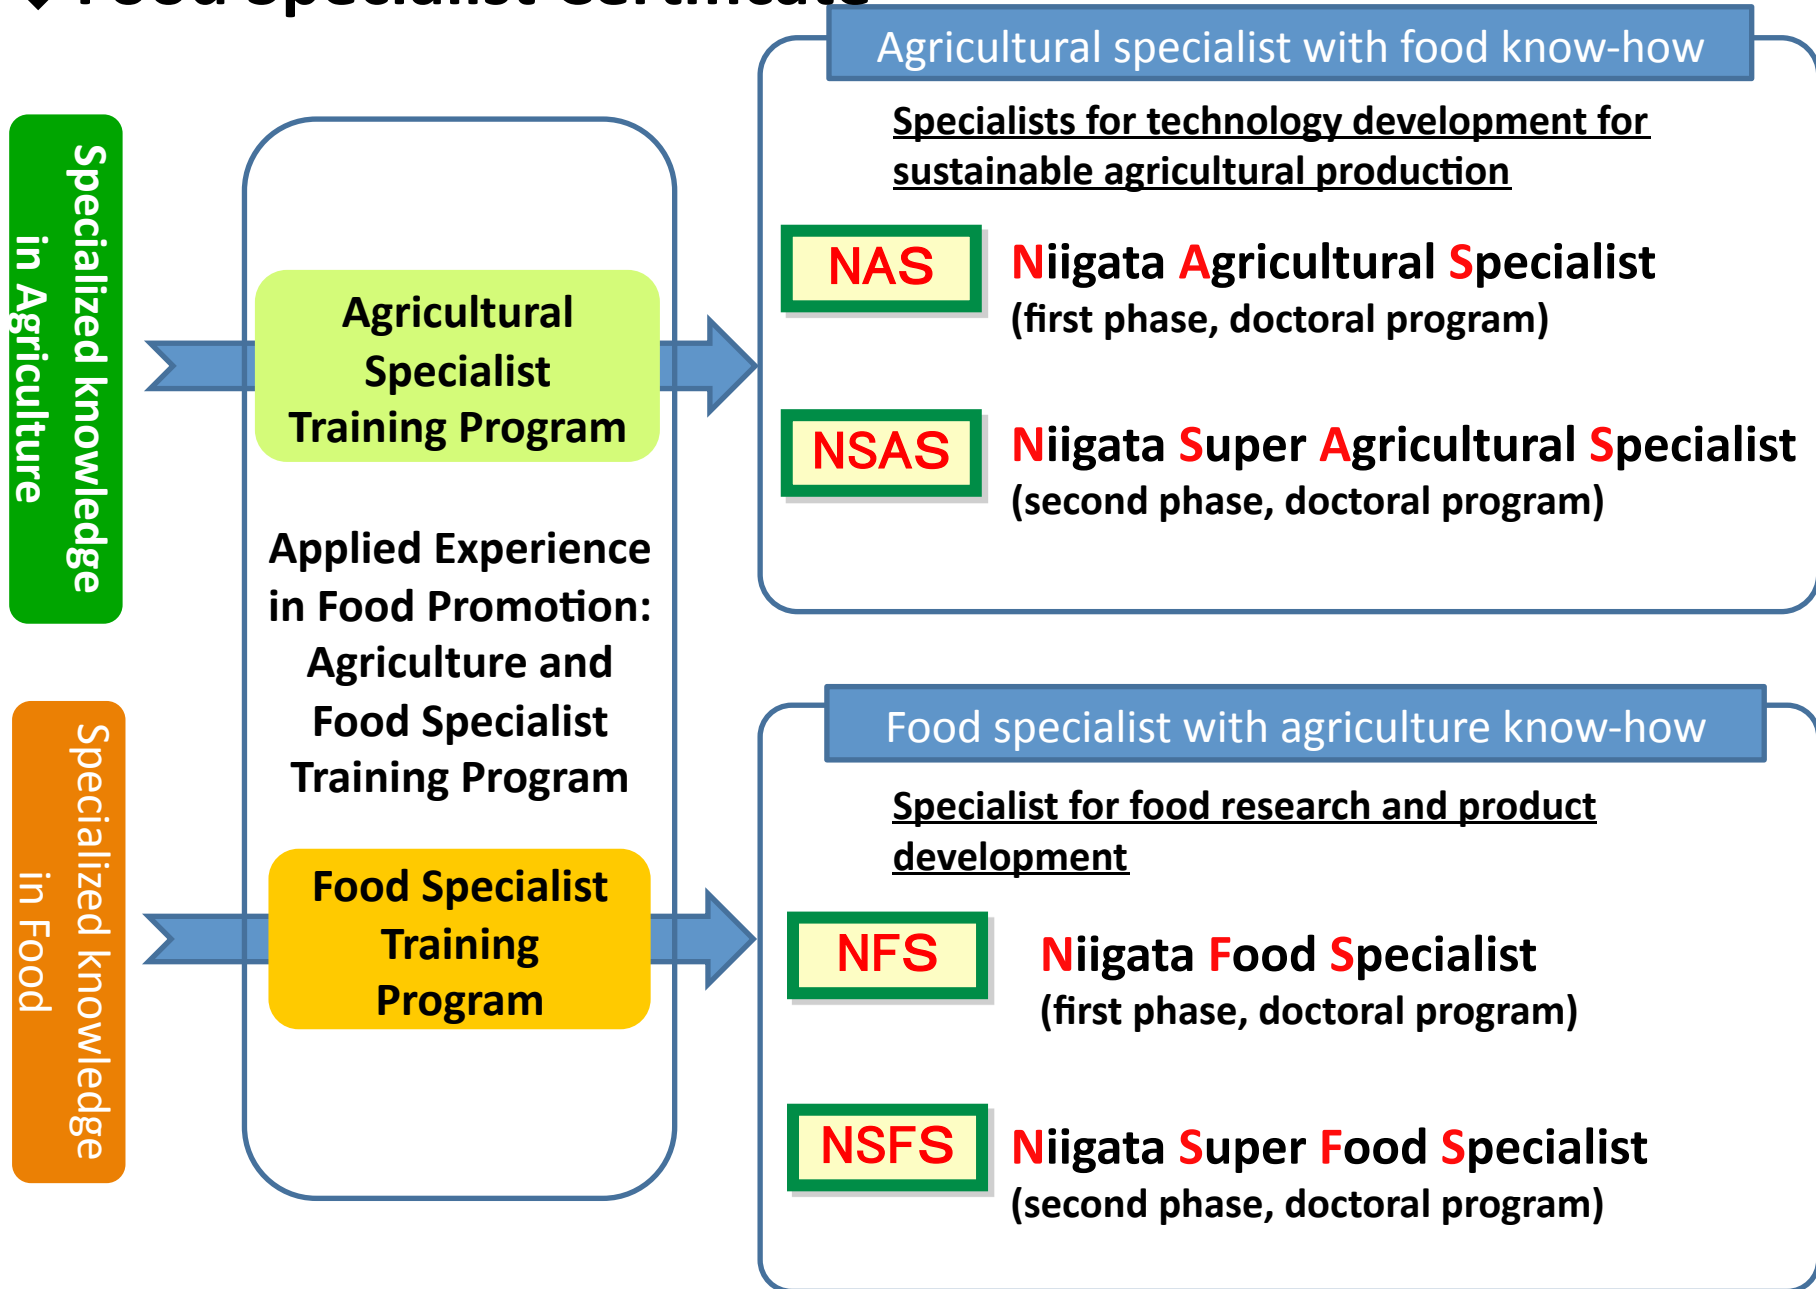 Food Specialist Certificate
Specialized knowledge
in Agriculture
Agricultural
Specialist
Training Program
Applied Experience
in Food Promotion:
Agriculture and
Food Specialist
Training Program
Specialized knowledge
in Food
Food Specialist
Training
Program
Agricultural specialist with food know-how
Specialists for technology development for
sustainable agricultural production
NAS
Niigata Agricultural Specialist
(first phase, doctoral program)
NSAS
Niigata Super Agricultural Specialist
(second phase, doctoral program)
Food specialist with agriculture know-how
Specialist for food research and product
development
NFS
Niigata Food Specialist
(first phase, doctoral program)
NSFS
Niigata Super Food Specialist
(second phase, doctoral program)